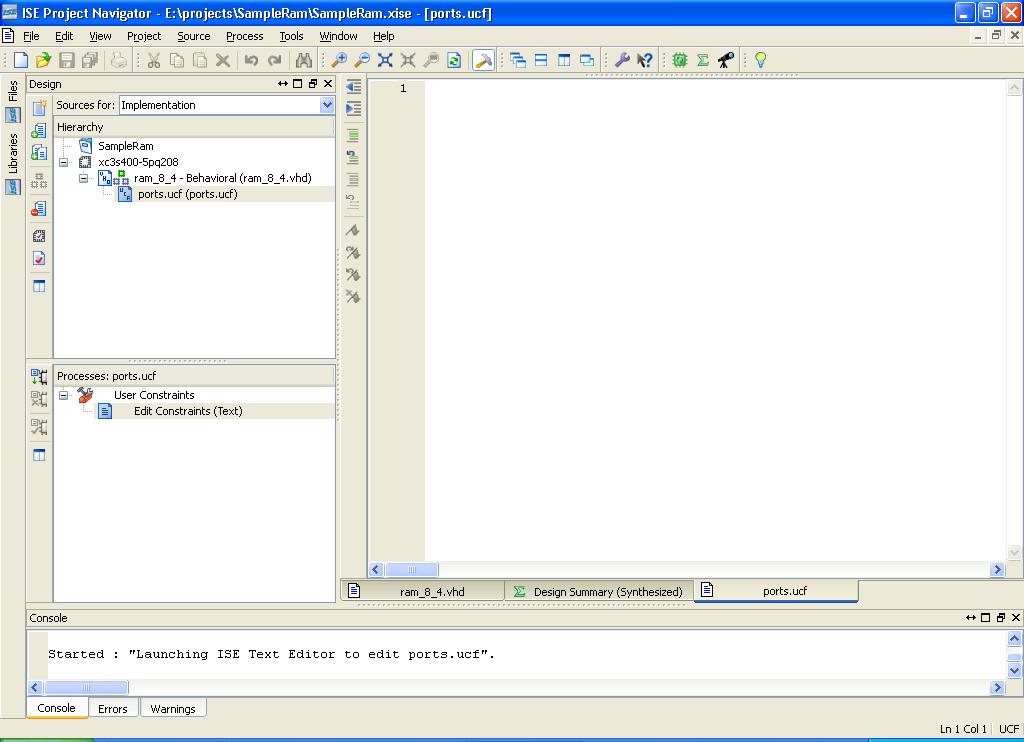 ISE Project Navigator - E:\projects\SampleRam\SampleRam.xise - [ports.ucf]
File Edit View Project Source Process Tools Window Help
Files
Libraries
Design
Sources for: Implementation
Hierarchy
SampleRam
xc3s400-5pq208
ram_8_4 - Behavioral (ram_8_4.vhd)
ports.ucf (ports.ucf)
Processes: ports.ucf
User Constraints
Edit Constraints (Text)
1
ram_8_4.vhd
Design Summary (Synthesized)
ports.ucf
Console
Started : "Launching ISE Text Editor to edit ports.ucf".
Console Errors Warnings
Ln 1 Col 1 UCF